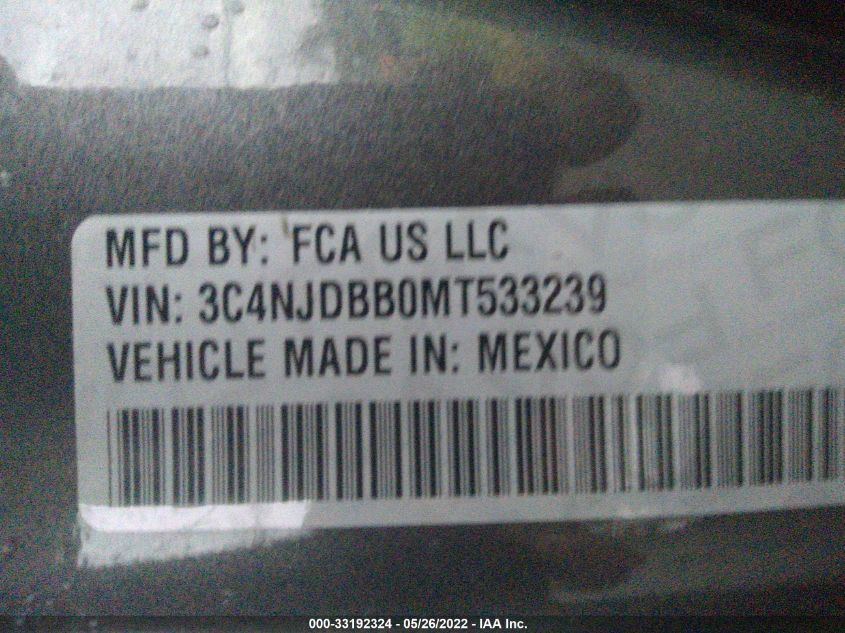 MFD BY: FCA US LLC
VIN: 3C4NJDBB0MT533239
VEHICLE MADE IN: MEXICO
000-33192324 - 05/26/2022 - IAA Inc.